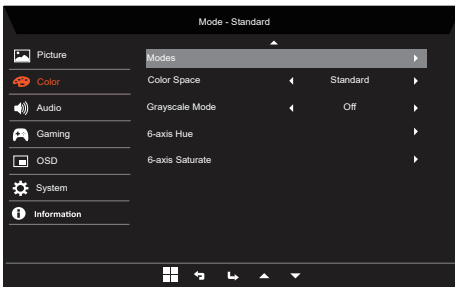 Mode - Standard
Picture
Color
Audio
Gaming
OSD
System
Information
Modes
Color Space Standard
Grayscale Mode Off
6-axis Hue
6-axis Saturate